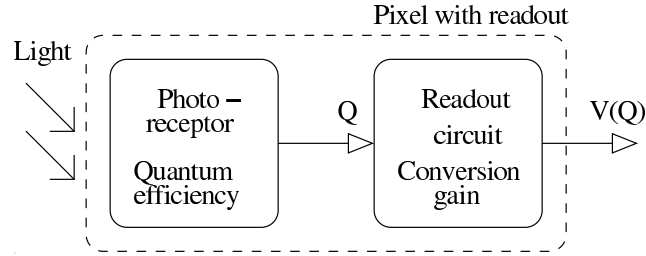 Pixel with readout
Light
Photo –
receptor
Quantum
efficiency
Q
Readout
circuit
Conversion
gain
V(Q)